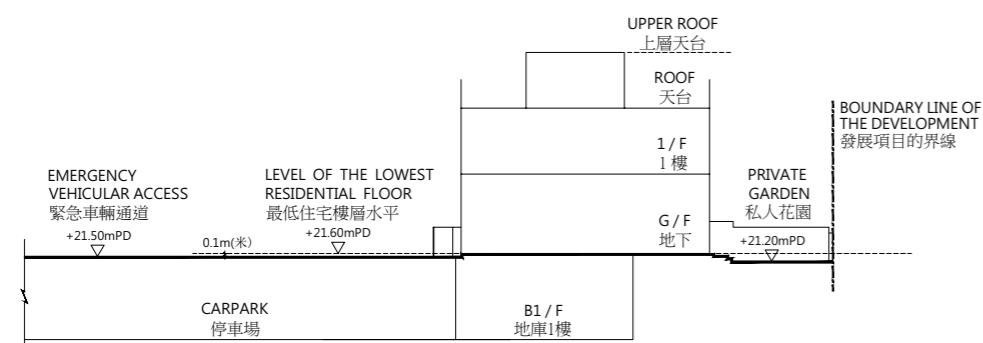 UPPER ROOF
上層天台
ROOF
天台
BOUNDARY LINE OF
THE DEVELOPMENT
發展項目的界線
1 / F
1 樓
EMERGENCY
VEHICULAR ACCESS
緊急車輛通道
+21.50mPD
LEVEL OF THE LOWEST
RESIDENTIAL FLOOR
最低住宅樓層水平
+21.60mPD
PRIVATE
GARDEN
私人花園
+21.20mPD
G / F
地下
0.1m(米)
CARPARK
停車場
B1 / F
地庫1樓